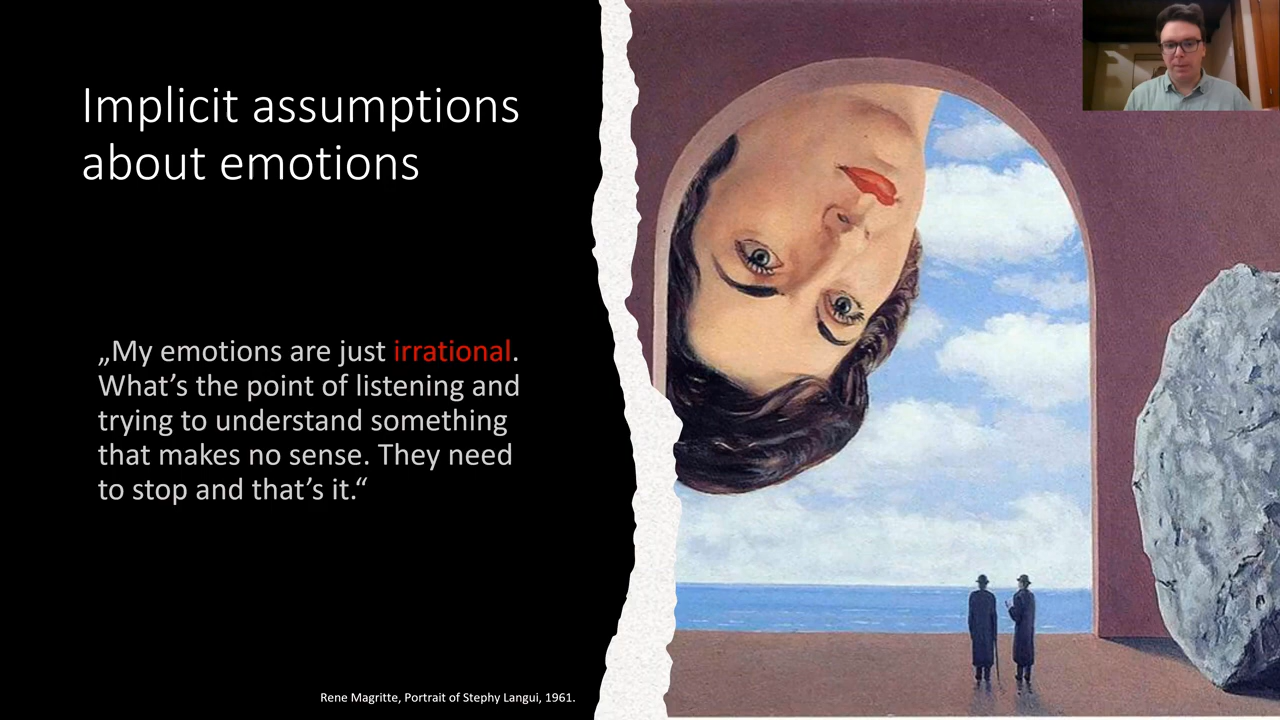 Implicit assumptions
about emotions
„My emotions are just irrational.
What’s the point of listening and
trying to understand something
that makes no sense. They need
to stop and that’s it.“
Rene Magritte, Portrait of Stephy Langui, 1961.